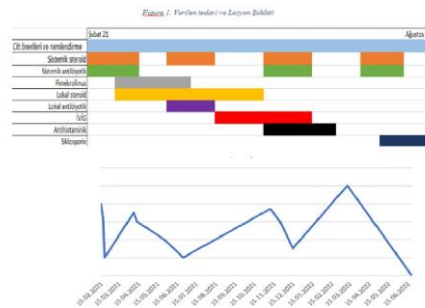 Figure 1. Verilen tedavi ve Lezyon Şiddeti
Şubat 21 Ağustos
Cilt önerileri ve nemlendirme
Sistemik steroid
Sistemik antibiyotik
Pimekrolimus
Lokal steroid
Lokal antibiyotik
IVIG
Antihistaminik
Siklosporin
15.02.2021 15.03.2021 15.04.2021 15.05.2021 15.06.2021 15.07.2021 15.08.2021 15.09.2021 15.10.2021 15.11.2021 15.12.2021 15.01.2022 15.02.2022 15.03.2022 15.04.2022 15.05.2022 15.06.2022